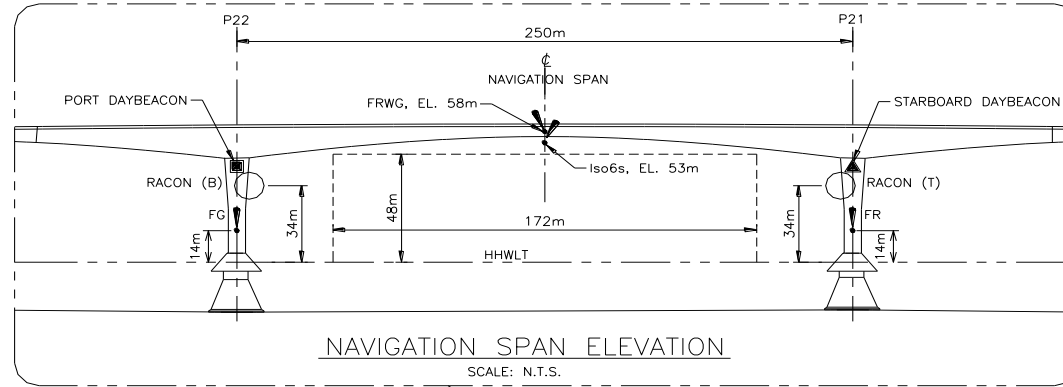 P22
P21
250m
℄
NAVIGATION SPAN
FRWG, EL. 58m
PORT DAYBEACON
STARBOARD DAYBEACON
Iso6s, EL. 53m
RACON (B)
RACON (T)
48m
34m
34m
FG
FR
172m
14m
14m
HHWLT
NAVIGATION SPAN ELEVATION
SCALE: N.T.S.